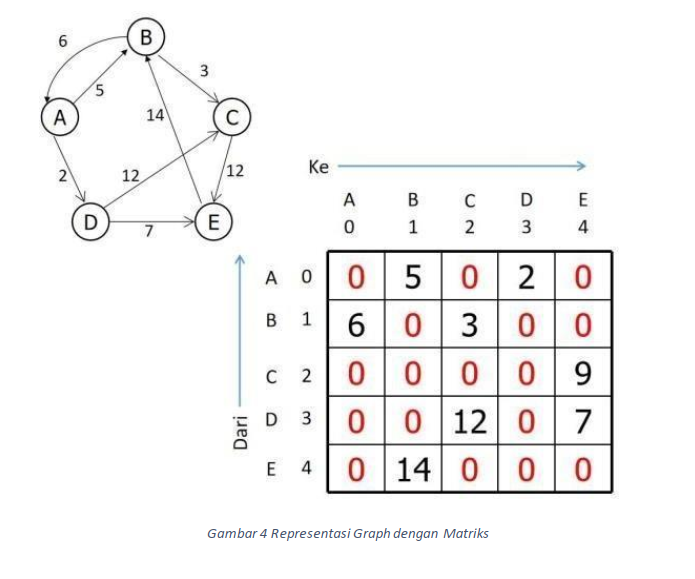 6
B
3
5
A
14
C
2
12
12
D
7
E
Ke
A B C D E
0 1 2 3 4
A 0 0 5 0 2 0
B 1 6 0 3 0 0
C 2 0 0 0 0 9
D 3 0 0 12 0 7
E 4 0 14 0 0 0
Dari
Gambar 4 Representasi Graph dengan Matriks